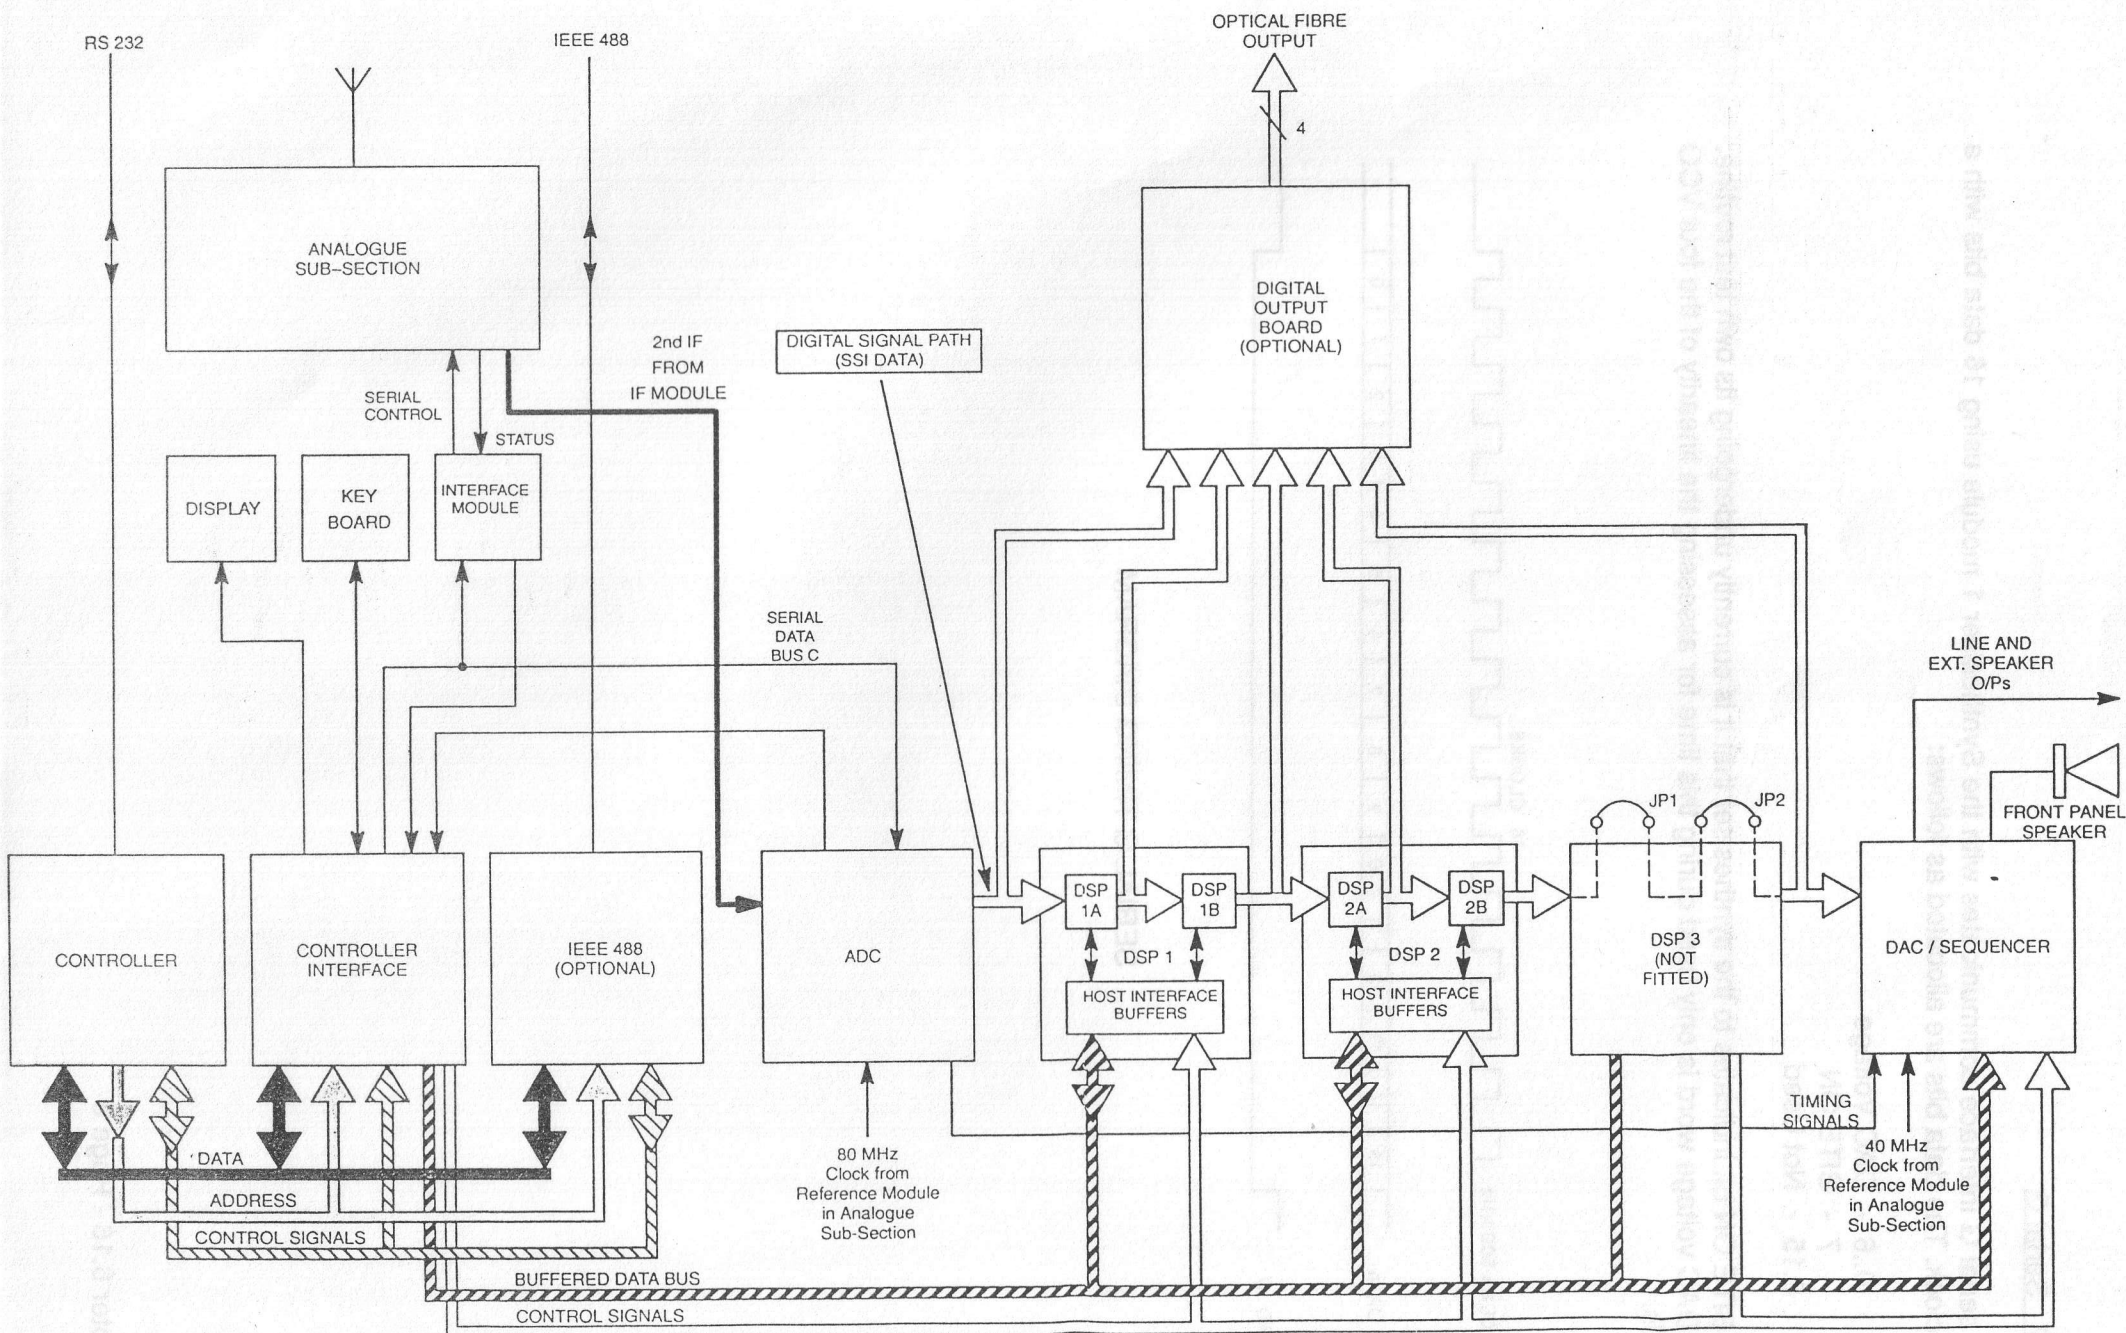 RS 232
IEEE 488
OPTICAL FIBRE
OUTPUT
4
ANALOGUE
SUB-SECTION
DIGITAL
OUTPUT
BOARD
(OPTIONAL)
2nd IF
FROM
IF MODULE
DIGITAL SIGNAL PATH
(SSI DATA)
SERIAL
CONTROL
STATUS
DISPLAY
KEY
BOARD
INTERFACE
MODULE
SERIAL
DATA
BUS C
LINE AND
EXT. SPEAKER
O/Ps
JP1
JP2
FRONT PANEL
SPEAKER
CONTROLLER
CONTROLLER
INTERFACE
IEEE 488
(OPTIONAL)
ADC
DSP
1A
DSP
1B
DSP 1
HOST INTERFACE
BUFFERS
DSP
2A
DSP
2B
DSP 2
HOST INTERFACE
BUFFERS
DSP 3
(NOT
FITTED)
DAC / SEQUENCER
TIMING
SIGNALS
80 MHz
Clock from
Reference Module
in Analogue
Sub-Section
40 MHz
Clock from
Reference Module
in Analogue
Sub-Section
DATA
ADDRESS
CONTROL SIGNALS
BUFFERED DATA BUS
CONTROL SIGNALS